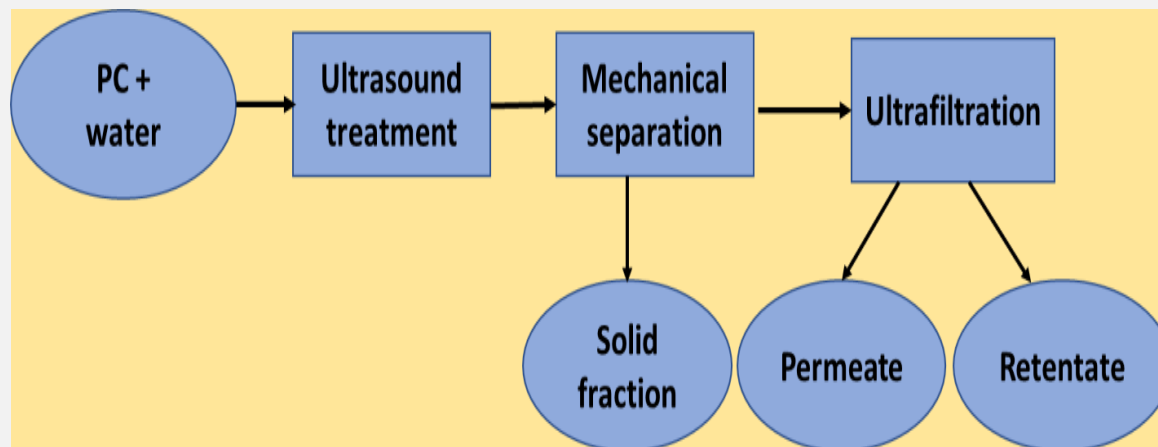 PC +
water
Ultrasound
treatment
Mechanical
separation
Ultrafiltration
Solid
fraction
Permeate
Retentate